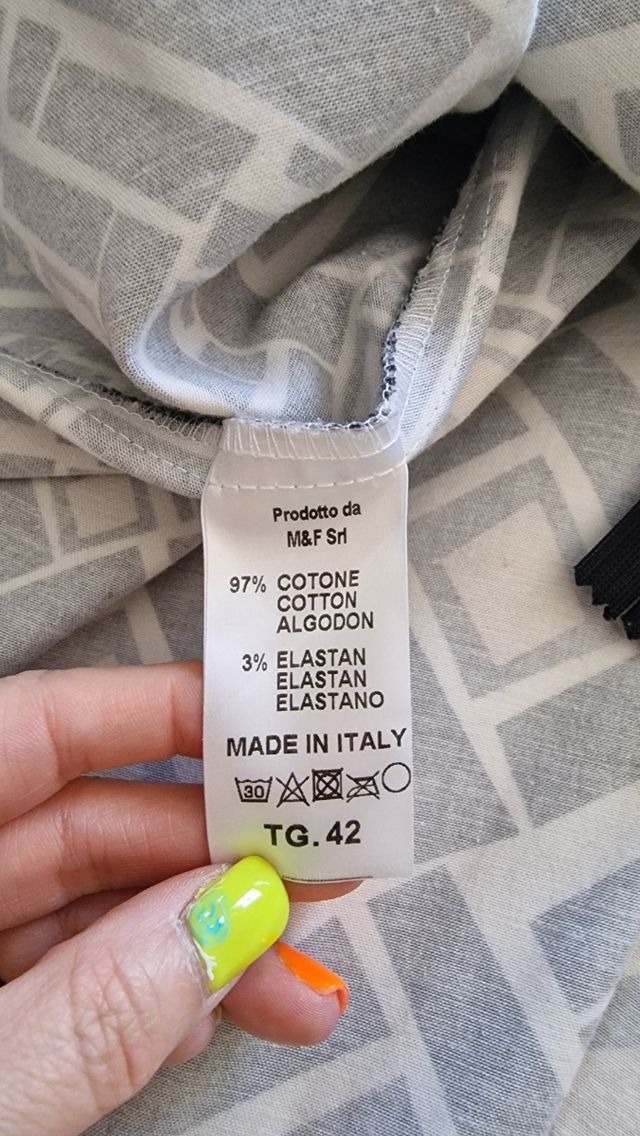 Prodotto da
M&F Srl
97% COTONE
COTTON
ALGODON
3% ELASTAN
ELASTAN
ELASTANO
MADE IN ITALY
30
TG. 42